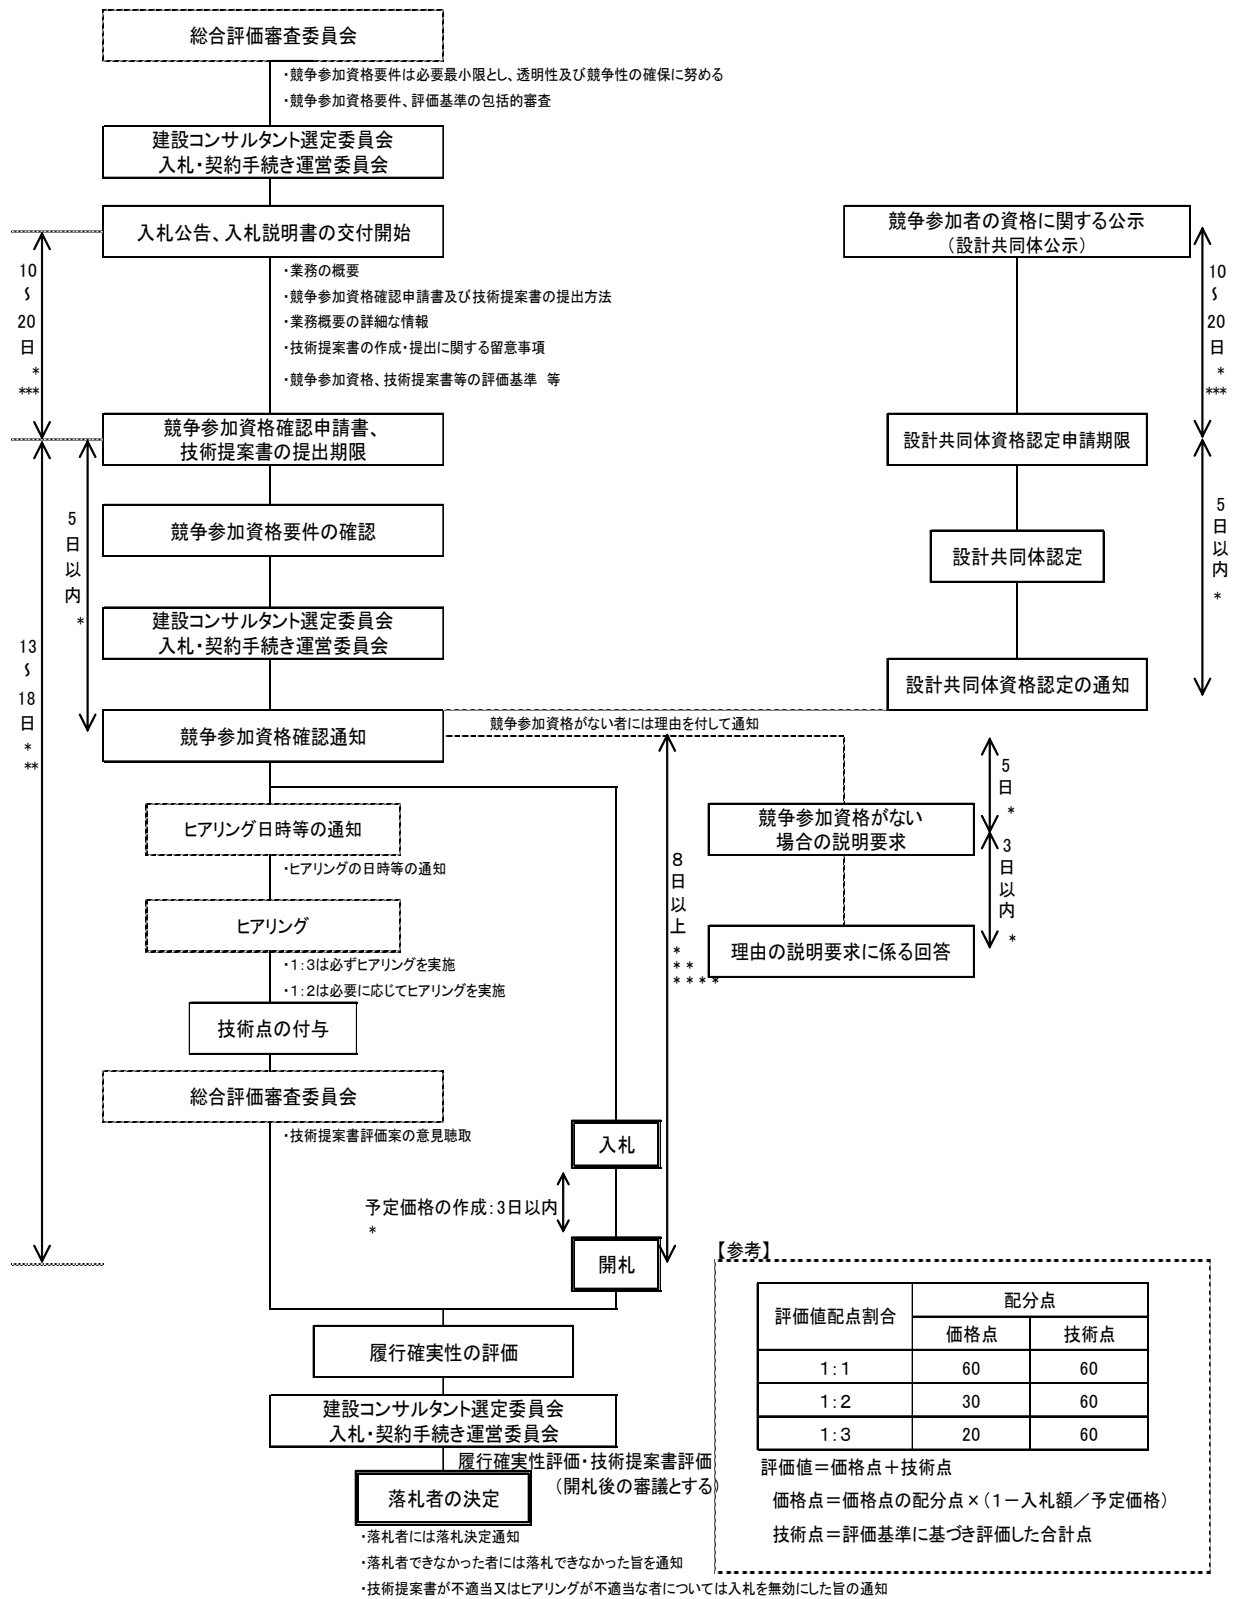 総合評価審査委員会
・競争参加資格要件は必要最小限とし、透明性及び競争性の確保に努める
・競争参加資格要件、評価基準の包括的審査
建設コンサルタント選定委員会
入札・契約手続き運営委員会
入札公告、入札説明書の交付開始
・業務の概要
・競争参加資格確認申請書及び技術提案書の提出方法
・業務概要の詳細な情報
・技術提案書の作成・提出に関する留意事項
・競争参加資格、技術提案書等の評価基準　等
10～20日*
***
競争参加資格確認申請書、
技術提案書の提出期限
競争参加資格要件の確認
建設コンサルタント選定委員会
入札・契約手続き運営委員会
競争参加資格確認通知
5日以内*
13～18日*
**
競争参加者の資格に関する公示
（設計共同体公示）
10～20日*
***
設計共同体資格認定申請期限
設計共同体認定
設計共同体資格認定の通知
5日以内*
競争参加資格がない者には理由を付して通知
競争参加資格がない
場合の説明要求
理由の説明要求に係る回答
5日*
3日以内*
8日以上*
**
****
ヒアリング日時等の通知
・ヒアリングの日時等の通知
ヒアリング
・1：3は必ずヒアリングを実施
・1：2は必要に応じてヒアリングを実施
技術点の付与
総合評価審査委員会
・技術提案書評価案の意見聴取
入札
予定価格の作成：3日以内
*
開札
履行確実性の評価
建設コンサルタント選定委員会
入札・契約手続き運営委員会
履行確実性評価・技術提案書評価
（開札後の審議とする）
落札者の決定
・落札者には落札決定通知
・落札者できなかった者には落札できなかった旨を通知
・技術提案書が不適当又はヒアリングが不適当な者については入札を無効にした旨の通知
【参考】
評価値配点割合　配分点
価格点　技術点
1：1　60　60
1：2　30　60
1：3　20　60
評価値＝価格点＋技術点
価格点＝価格点の配分点×（1－入札額／予定価格）
技術点＝評価基準に基づき評価した合計点